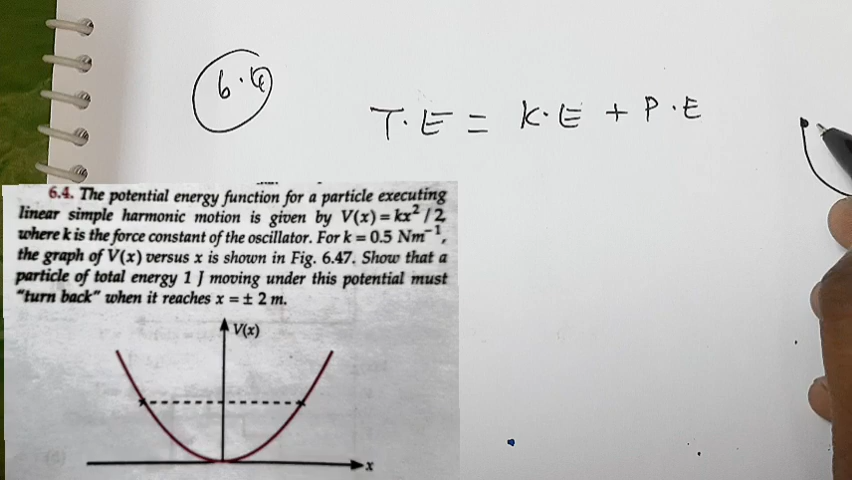 6.4
T.E = K.E + P.E
6.4. The potential energy function for a particle executing
linear simple harmonic motion is given by V(x) = kx² / 2,
where k is the force constant of the oscillator. For k = 0.5 Nm⁻¹,
the graph of V(x) versus x is shown in Fig. 6.47. Show that a
particle of total energy 1 J moving under this potential must
"turn back" when it reaches x = ± 2 m.
V(x)
x